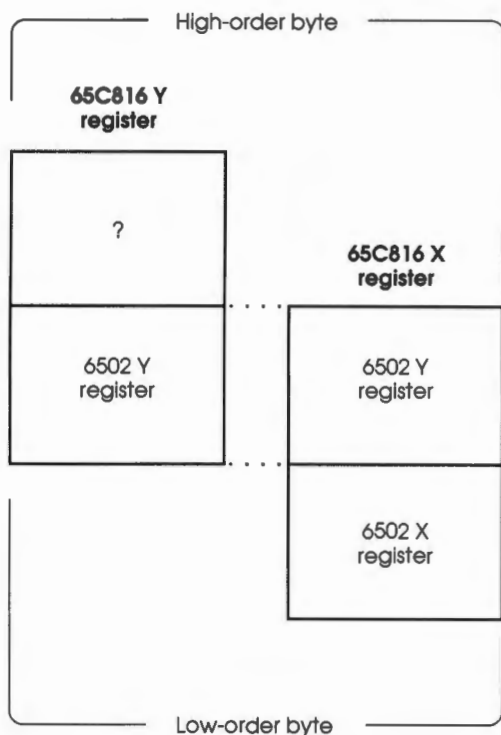 High-order byte
65C816 Y
register
?
65C816 X
register
6502 Y
register
6502 Y
register
6502 X
register
Low-order byte